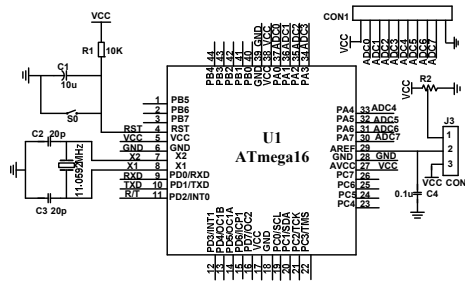 VCC
R1
10K
C1
10u
S0
C2 20p
11.0592MHz
C3 20p
RST
VCC
GND
X2
X1
RXD
TXD
R/T
1
2
3
4
5
6
7
8
9
10
11
PB5
PB6
PB7
RST
VCC
GND
X2
X1
PD0/RXD
PD1/TXD
PD2/INT0
44
43
42
41
40
39 GND
38 VCC
37 ADC0
36 ADC1
35 ADC2
34 ADC3
PB4
PB3
PB2
PB1
PB0
GND
VCC
PA0
PA1
PA2
PA3
U1
ATmega16
PA4
PA5
PA6
PA7
AREF
GND
AVCC
PC7
PC6
PC5
PC4
33 ADC4
32 ADC5
31 ADC6
30 ADC7
29
28 GND
27 VCC
26
25
24
23
PD3/INT1
PD4/OC1B
PD5/OC1A
PD6/ICP1
PD7/OC2
VCC
GND
PC0/SCL
PC1/SDA
PC2/TCK
PC3/TMS
12
13
14
15
16
17
18
19
20
21
22
CON1
VCC
ADC0
ADC1
ADC2
ADC3
ADC4
ADC5
ADC6
ADC7
VCC
R2
J3
1
2
3
VCC
CON
0.1u
C4